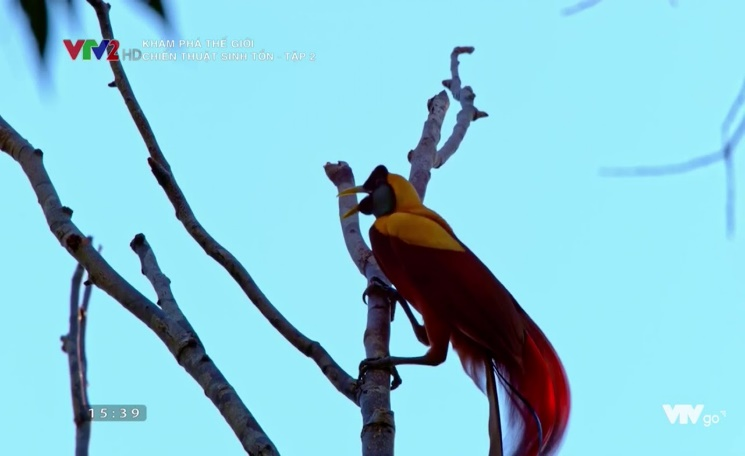 VTV2 HD
KHÁM PHÁ THẾ GIỚI
CHIẾN THUẬT SINH TỒN - TẬP 2
15:39
VTV go